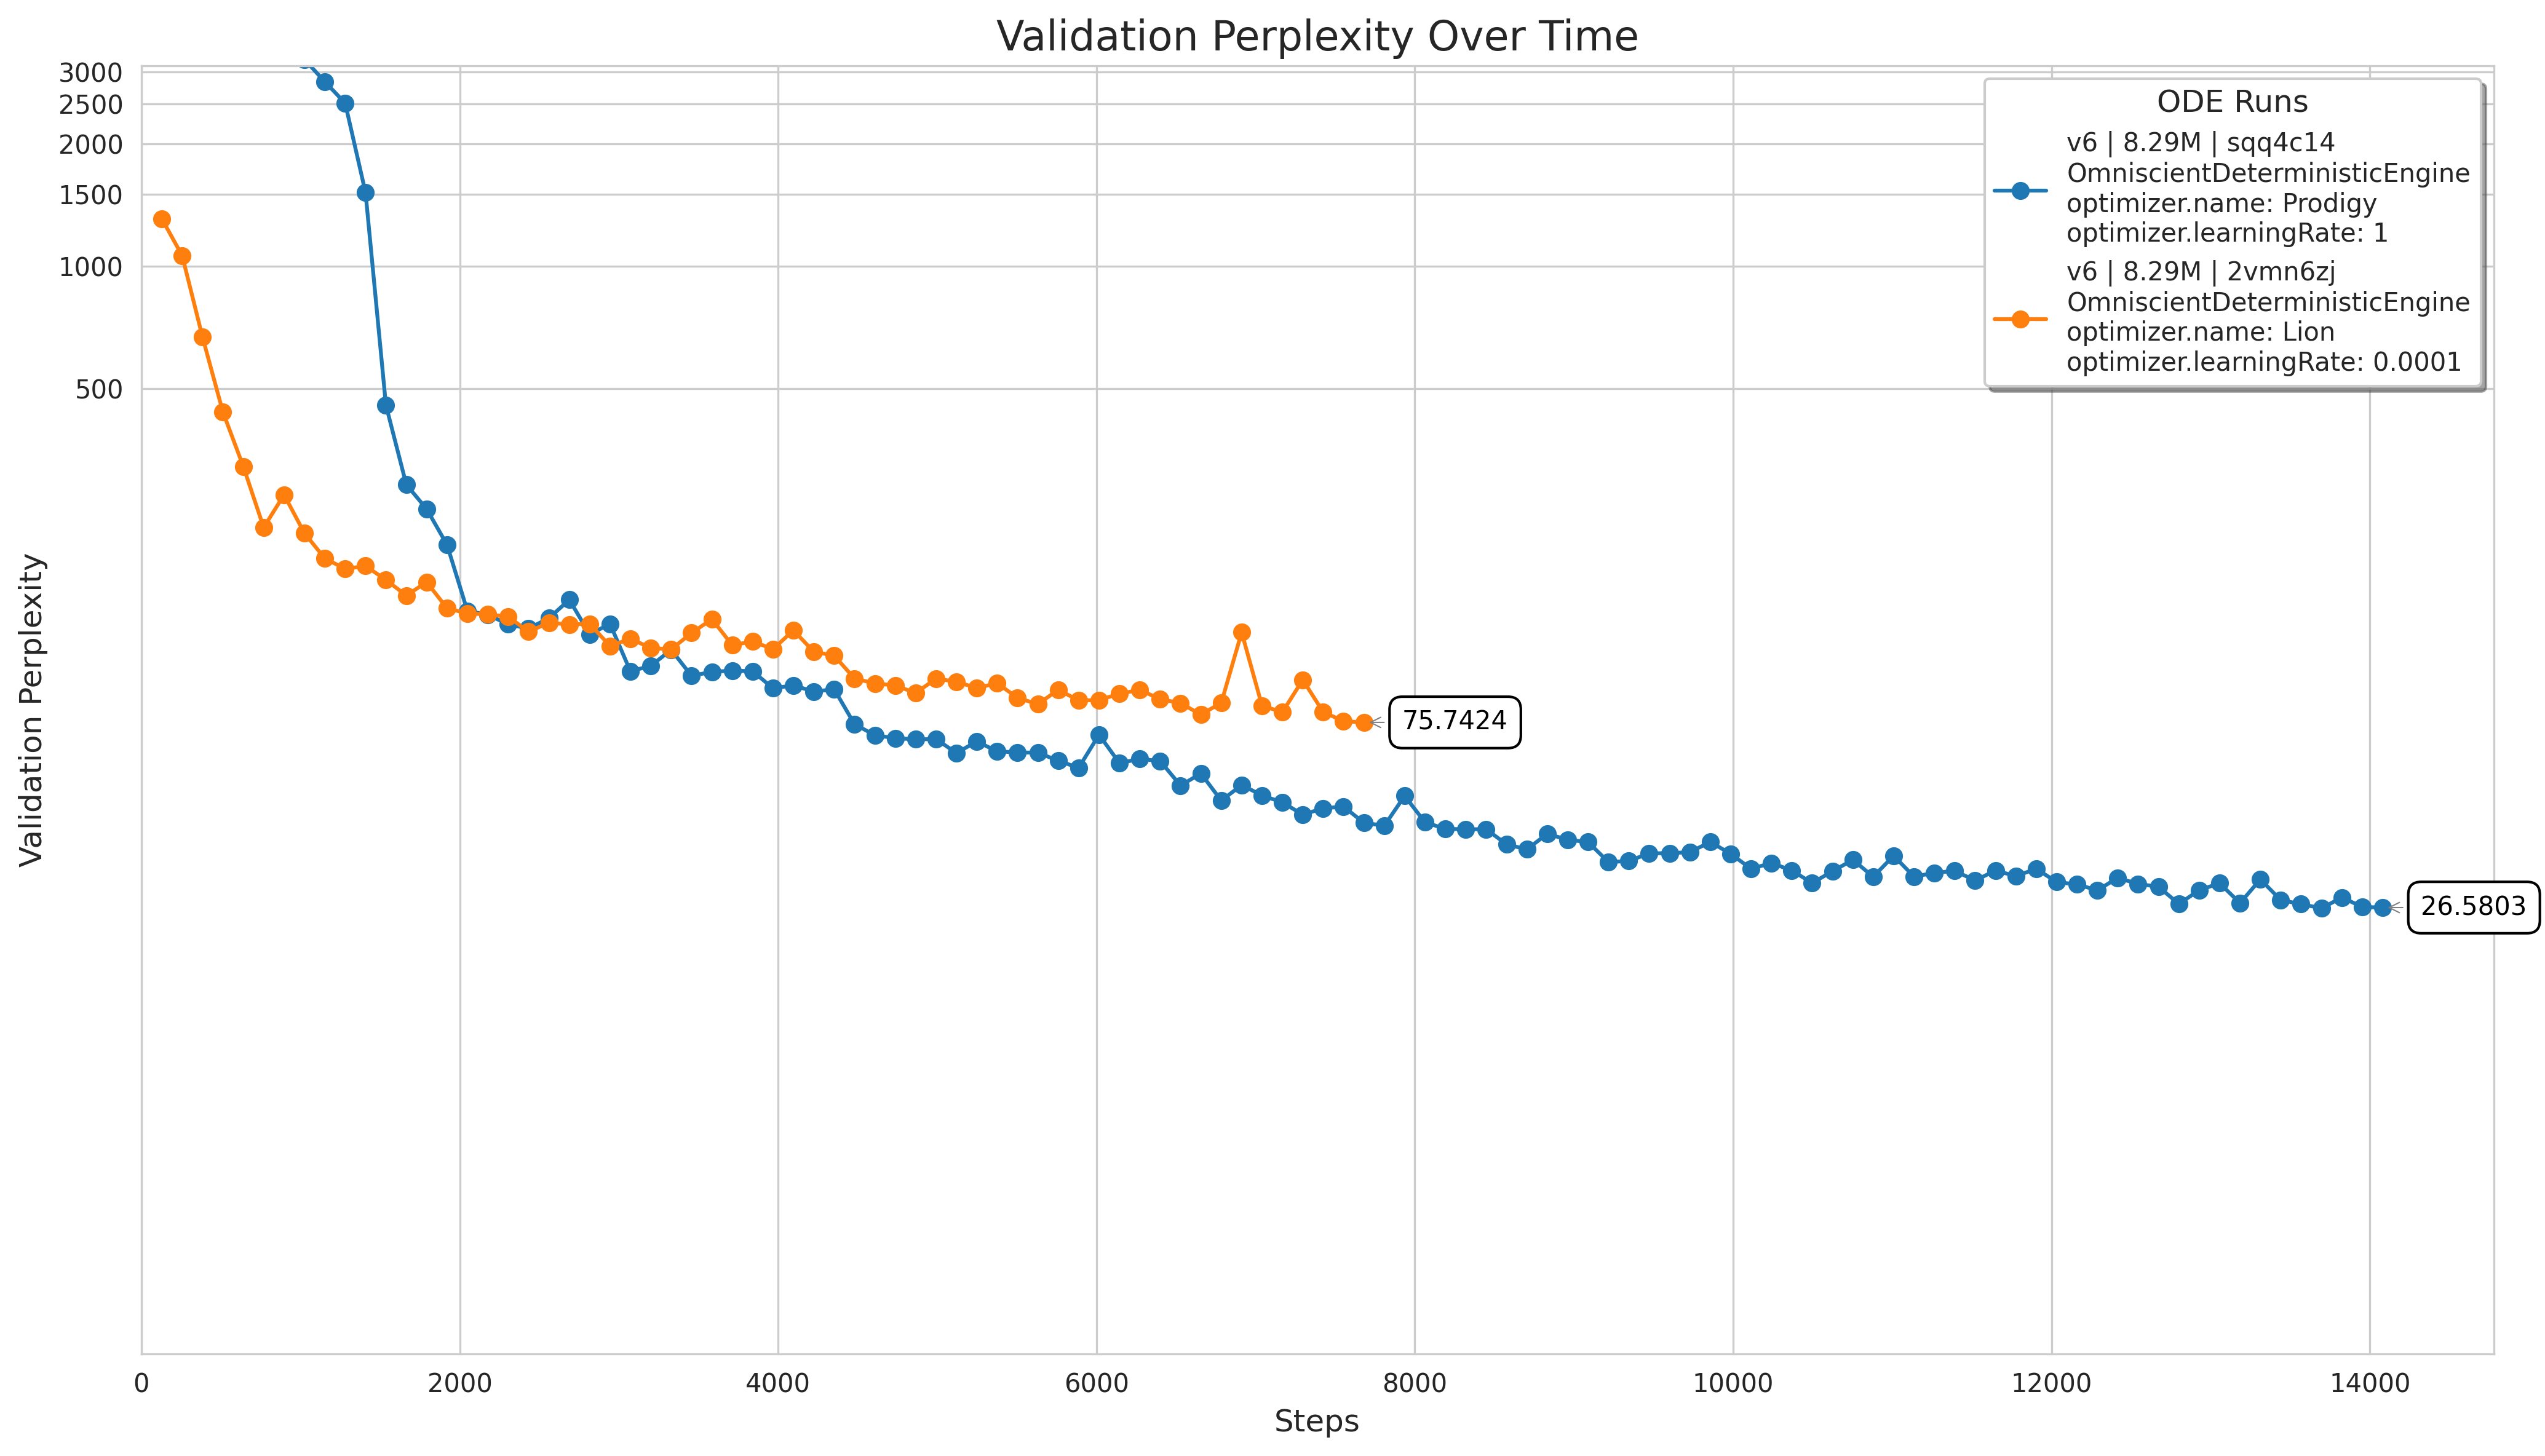 Validation Perplexity Over Time
3000
2500
2000
1500
1000
500
Validation Perplexity
ODE Runs
v6 | 8.29M | sqq4c14
OmniscientDeterministicEngine
optimizer.name: Prodigy
optimizer.learningRate: 1
v6 | 8.29M | 2vmn6zj
OmniscientDeterministicEngine
optimizer.name: Lion
optimizer.learningRate: 0.0001
75.7424
26.5803
0
2000
4000
6000
8000
10000
12000
14000
Steps